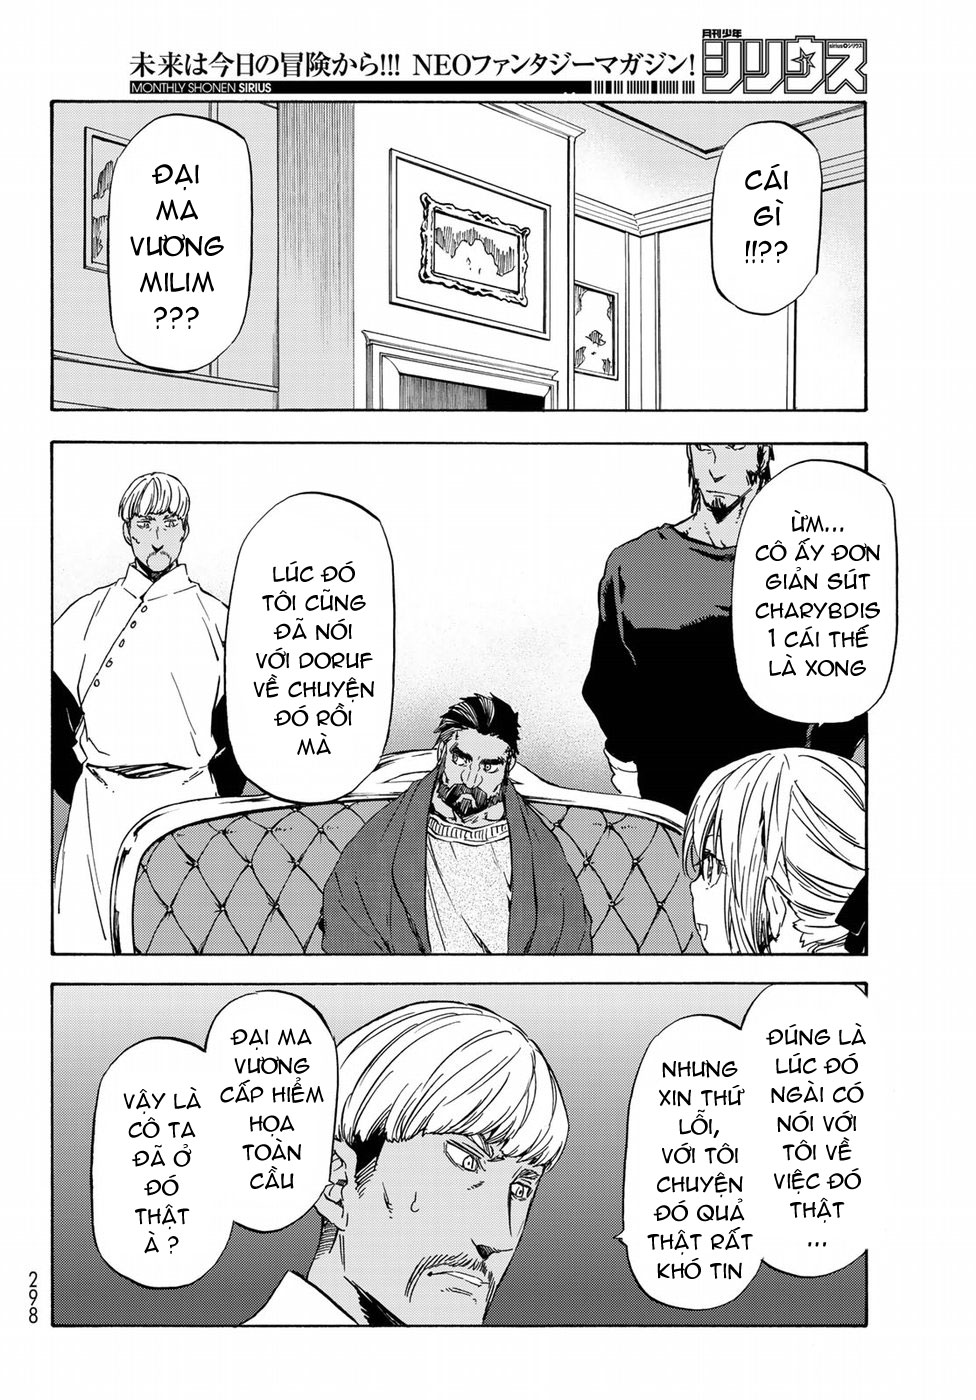 未来は今日の冒険から!!! NEOファンタジーマガジン!
月刊少年
シリウス
sirius●シリウス
MONTHLY SHONEN SIRIUS
CÁI
GÌ
!!??
ĐẠI
MA
VƯƠNG
MILIM
???
ỪM...
CÔ ẤY ĐƠN
GIẢN SÚT
CHARYBDIS
1 CÁI THẾ
LÀ XONG
LÚC ĐÓ
TÔI CŨNG
ĐÃ NÓI
VỚI DORUF
VỀ CHUYỆN
ĐÓ RỒI
MÀ
ĐÚNG LÀ
LÚC ĐÓ
NGÀI CÓ
NÓI VỚI
TÔI VỀ
VIỆC ĐÓ
THẬT
...
NHƯNG
XIN THỨ
LỖI,
VỚI TÔI
CHUYỆN
ĐÓ QUẢ
THẬT RẤT
KHÓ TIN
ĐẠI MA
VƯƠNG
CẤP HIỂM
HỌA
TOÀN
CẦU
VẬY LÀ
CÔ TA
ĐÃ Ở
ĐÓ
THẬT
À ?
298